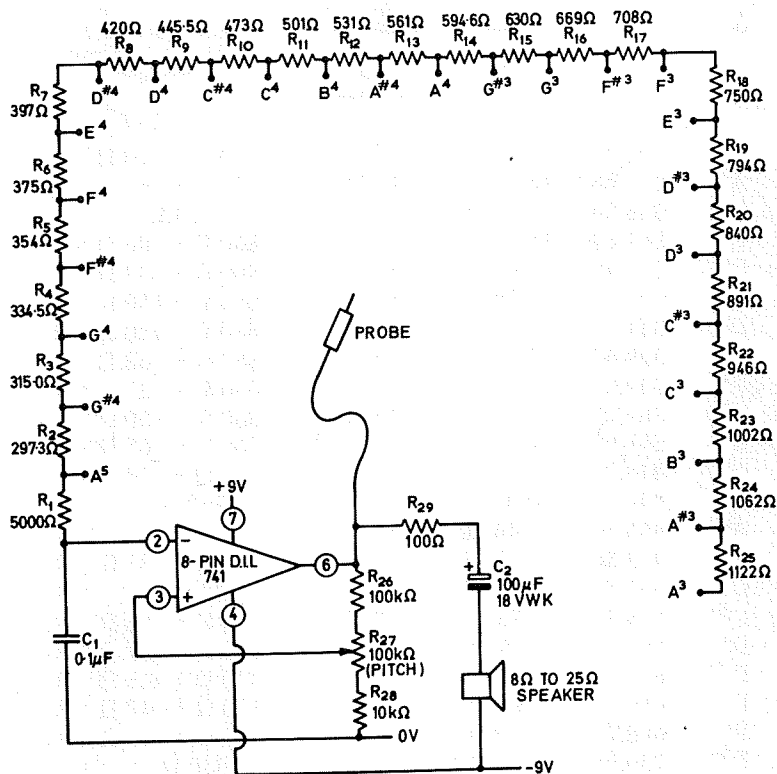 420Ω 445·5Ω 473Ω 501Ω 531Ω 561Ω 594·6Ω 630Ω 669Ω 708Ω
R8 R9 R10 R11 R12 R13 R14 R15 R16 R17
D#4 D4 C#4 C4 B4 A#4 A4 G#3 G3 F#3 F3
R7
397Ω
E4
R6
375Ω
F4
R5
354Ω
F#4
R4
334·5Ω
G4
R3
315·0Ω
G#4
R2
297·3Ω
A5
R1
5000Ω
R18
750Ω
E3
R19
794Ω
D#3
R20
840Ω
D3
R21
891Ω
C#3
R22
946Ω
C3
R23
1002Ω
B3
R24
1062Ω
A#3
R25
1122Ω
A3
PROBE
+9V
7
2 −
8-PIN D.I.L
741
6
3 +
4
C1
0·1µF
R29
100Ω
R26
100kΩ
R27
100kΩ
(PITCH)
R28
10kΩ
0V
+
C2
100µF
18VWK
8Ω TO 25Ω
SPEAKER
-9V